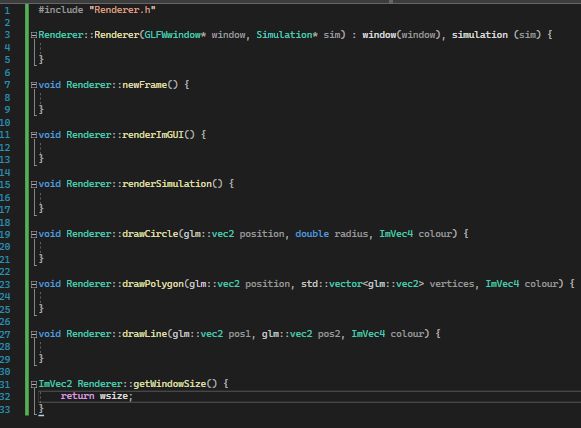 1 #include "Renderer.h"
2
3 Renderer::Renderer(GLFWwindow* window, Simulation* sim) : window(window), simulation (sim) {
4
5 }
6
7 void Renderer::newFrame() {
8
9 }
10
11 void Renderer::renderImGUI() {
12
13 }
14
15 void Renderer::renderSimulation() {
16
17 }
18
19 void Renderer::drawCircle(glm::vec2 position, double radius, ImVec4 colour) {
20
21 }
22
23 void Renderer::drawPolygon(glm::vec2 position, std::vector<glm::vec2> vertices, ImVec4 colour) {
24
25 }
26
27 void Renderer::drawLine(glm::vec2 pos1, glm::vec2 pos2, ImVec4 colour) {
28
29 }
30
31 ImVec2 Renderer::getWindowSize() {
32 return wsize;
33 }